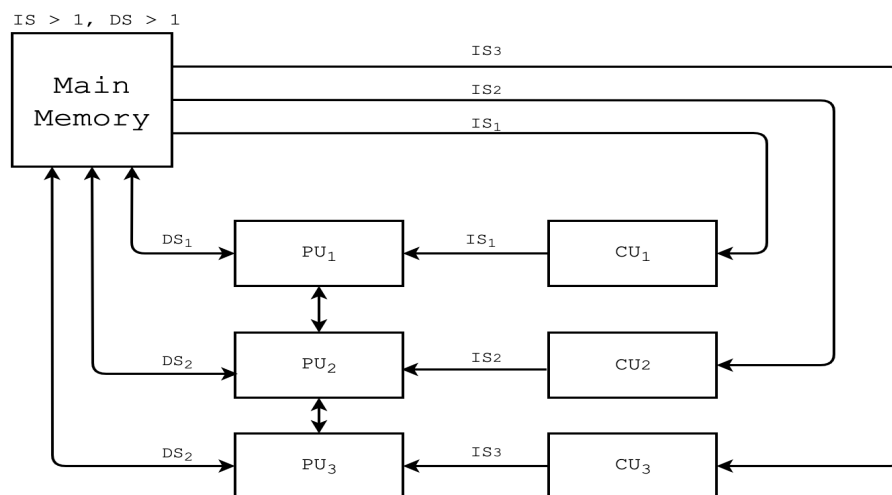 IS > 1, DS > 1
IS3
Main
Memory
IS2
IS₁
DS₁
PU₁
IS₁
CU₁
DS₂
PU₂
IS2
CU2
DS₂
PU₃
IS3
CU₃